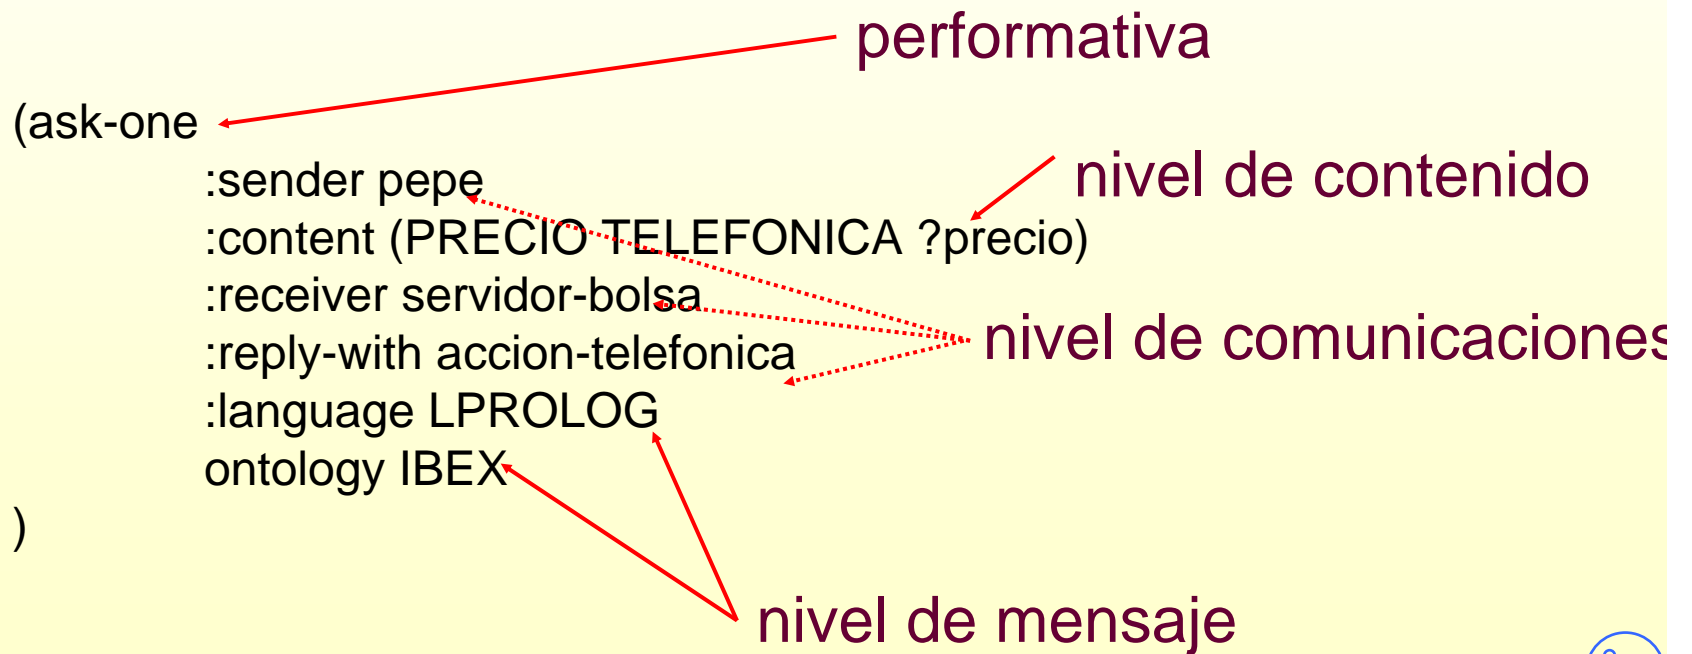 performativa
(ask-one
:sender pepe
nivel de contenido
:content (PRECIO TELEFONICA ?precio)
:receiver servidor-bolsa
nivel de comunicaciones
:reply-with accion-telefonica
:language LPROLOG
ontology IBEX
)
nivel de mensaje